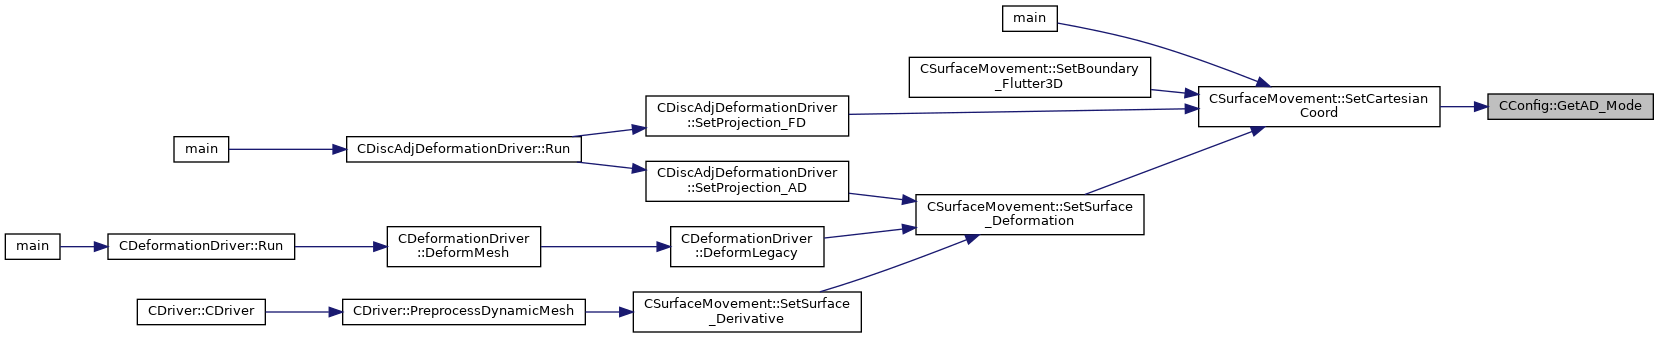 main
CSurfaceMovement::SetBoundary
_Flutter3D
CSurfaceMovement::SetCartesian
Coord
CConfig::GetAD_Mode
CDiscAdjDeformationDriver
::SetProjection_FD
main
CDiscAdjDeformationDriver::Run
CDiscAdjDeformationDriver
::SetProjection_AD
CSurfaceMovement::SetSurface
_Deformation
main
CDeformationDriver::Run
CDeformationDriver
::DeformMesh
CDeformationDriver
::DeformLegacy
CDriver::CDriver
CDriver::PreprocessDynamicMesh
CSurfaceMovement::SetSurface
_Derivative